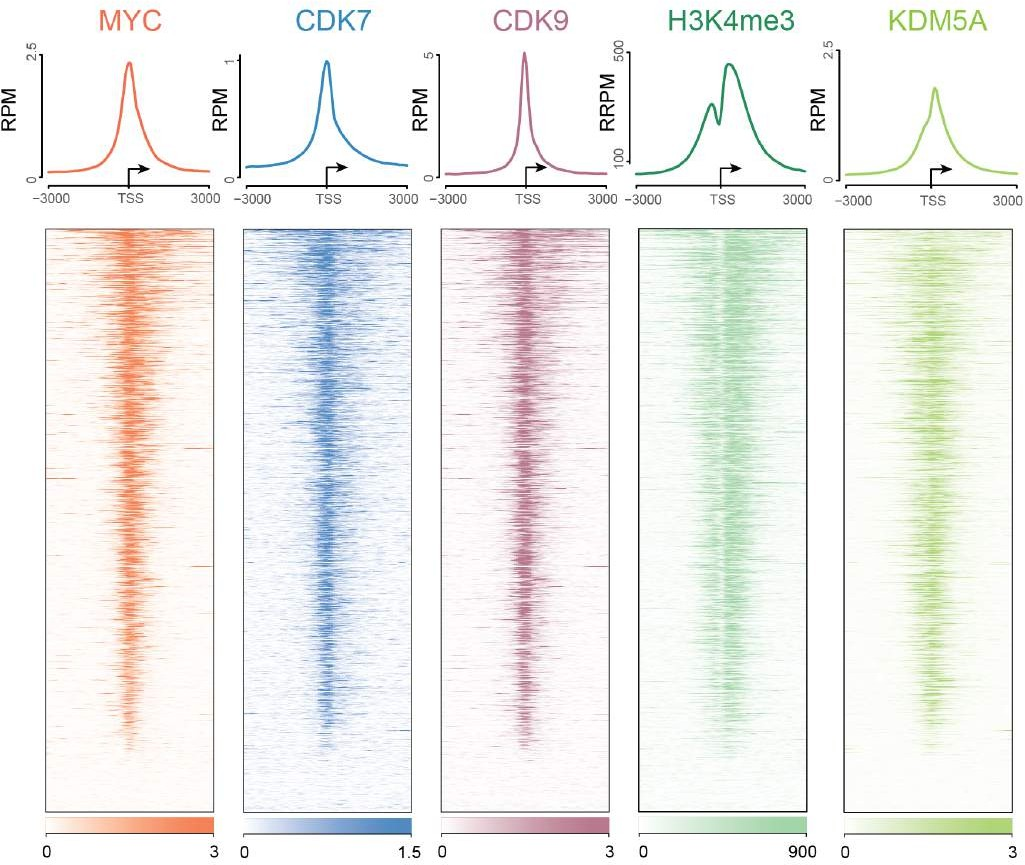 MYC CDK7 CDK9 H3K4me3 KDM5A
2.5 1 5 500 2.5
RPM RPM RPM RRPM RPM
0 0 0 100 0
−3000 TSS 3000 −3000 TSS 3000 −3000 TSS 3000 −3000 TSS 3000 −3000 TSS 3000
0 3 0 1.5 0 3 0 900 0 3